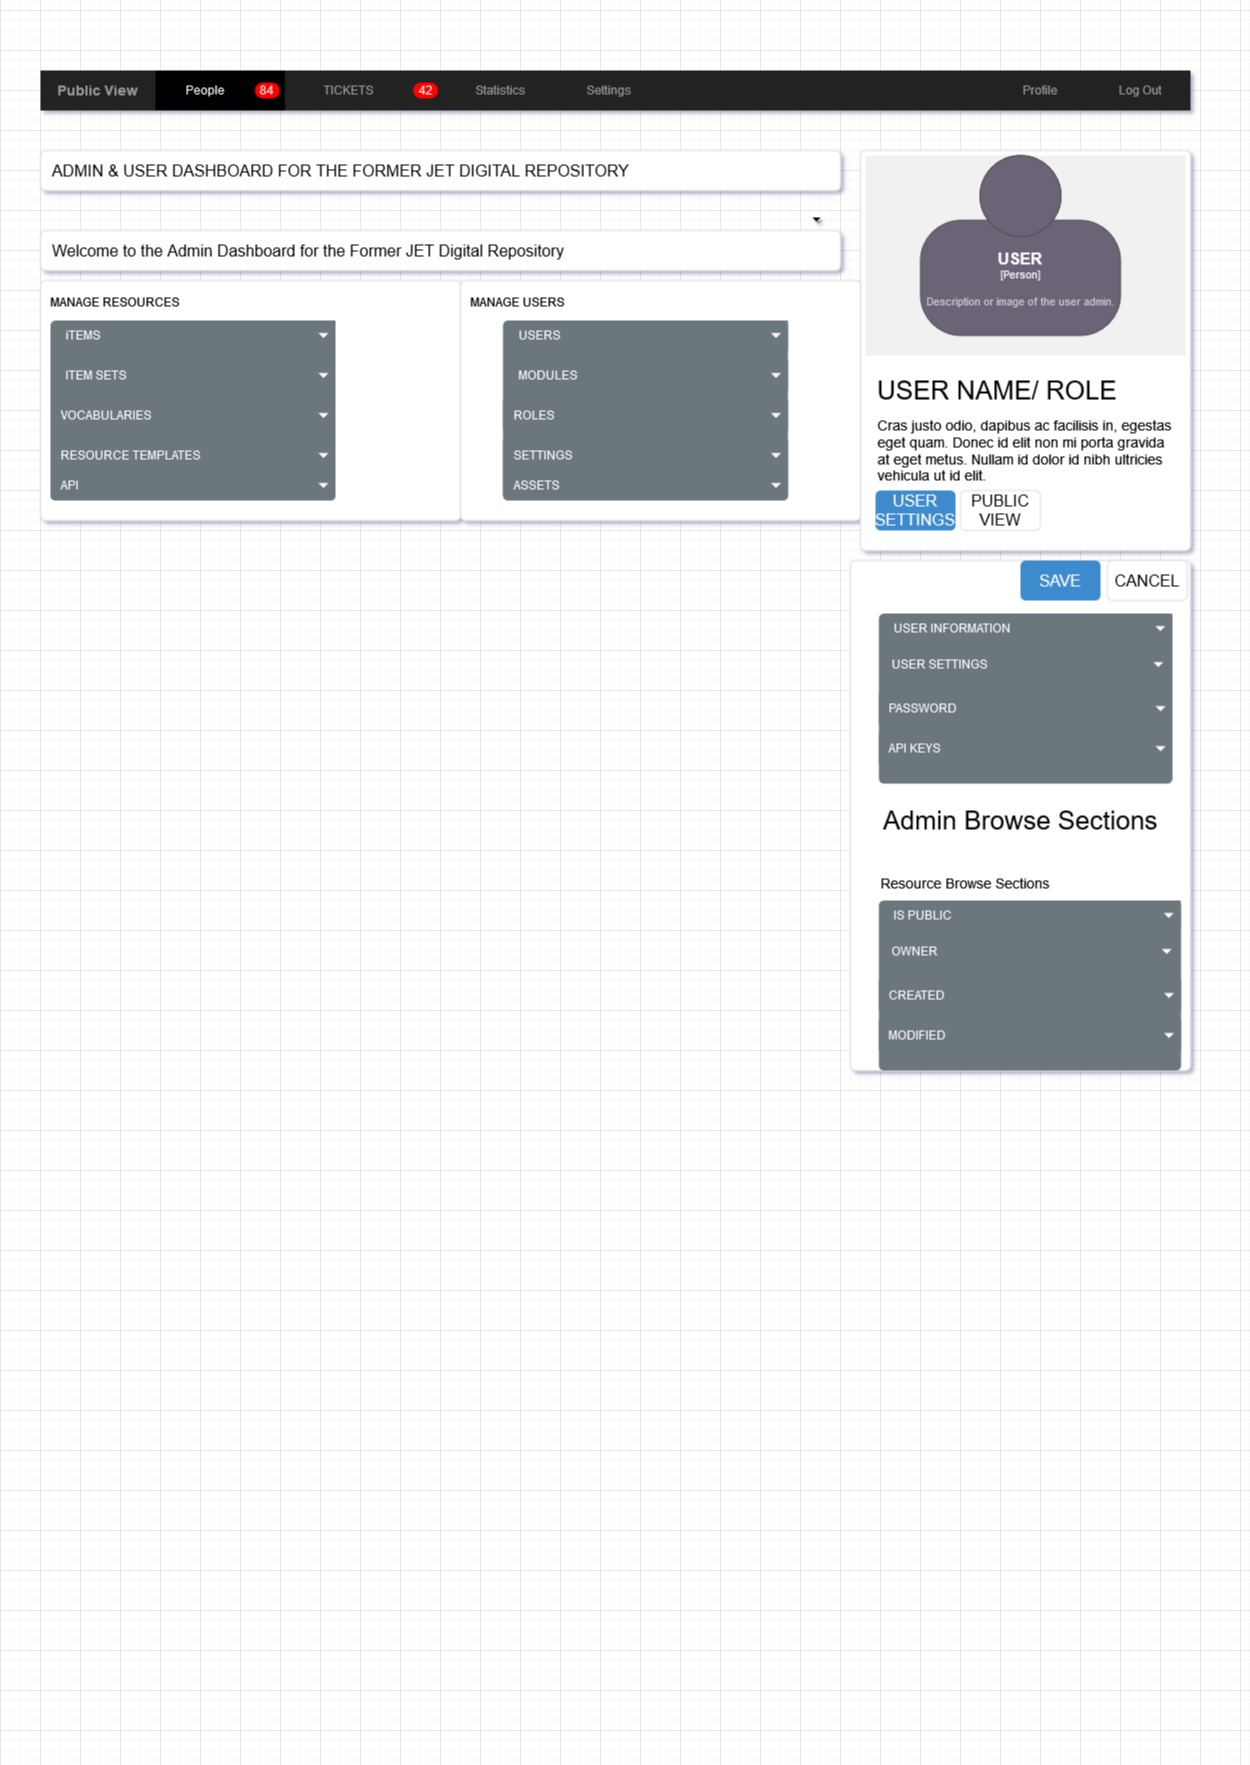 Public View People 84 TICKETS 42 Statistics Settings Profile Log Out
ADMIN & USER DASHBOARD FOR THE FORMER JET DIGITAL REPOSITORY
Welcome to the Admin Dashboard for the Former JET Digital Repository
MANAGE RESOURCES
iTEMS
ITEM SETS
VOCABULARIES
RESOURCE TEMPLATES
API
MANAGE USERS
USERS
MODULES
ROLES
SETTINGS
ASSETS
USER
[Person]
Description or image of the user admin.
USER NAME/ ROLE
Cras justo odio, dapibus ac facilisis in, egestas
eget quam. Donec id elit non mi porta gravida
at eget metus. Nullam id dolor id nibh ultricies
vehicula ut id elit.
USER
SETTINGS
PUBLIC
VIEW
SAVE
CANCEL
USER INFORMATION
USER SETTINGS
PASSWORD
API KEYS
Admin Browse Sections
Resource Browse Sections
IS PUBLIC
OWNER
CREATED
MODIFIED